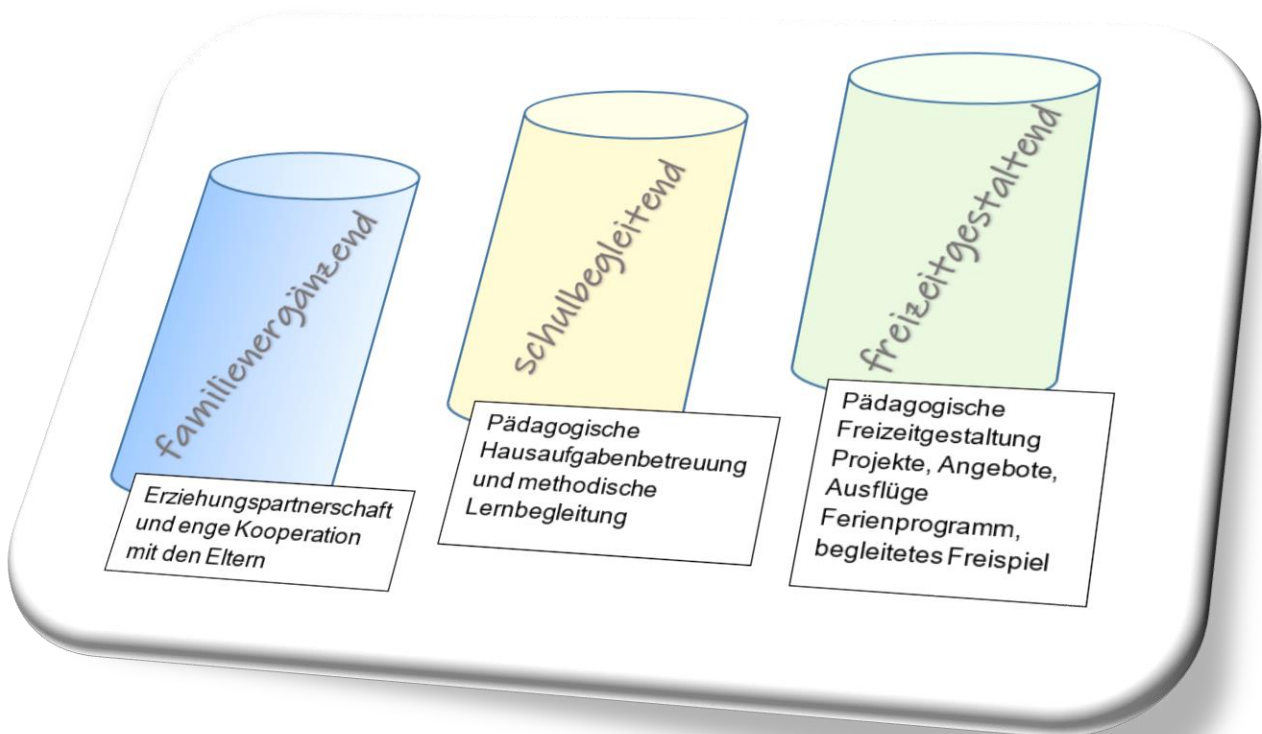 familienergänzend
Erziehungspartnerschaft
und enge Kooperation
mit den Eltern
schulbegleitend
Pädagogische
Hausaufgabenbetreuung
und methodische
Lernbegleitung
freizeitgestaltend
Pädagogische
Freizeitgestaltung
Projekte, Angebote,
Ausflüge
Ferienprogramm,
begleitetes Freispiel